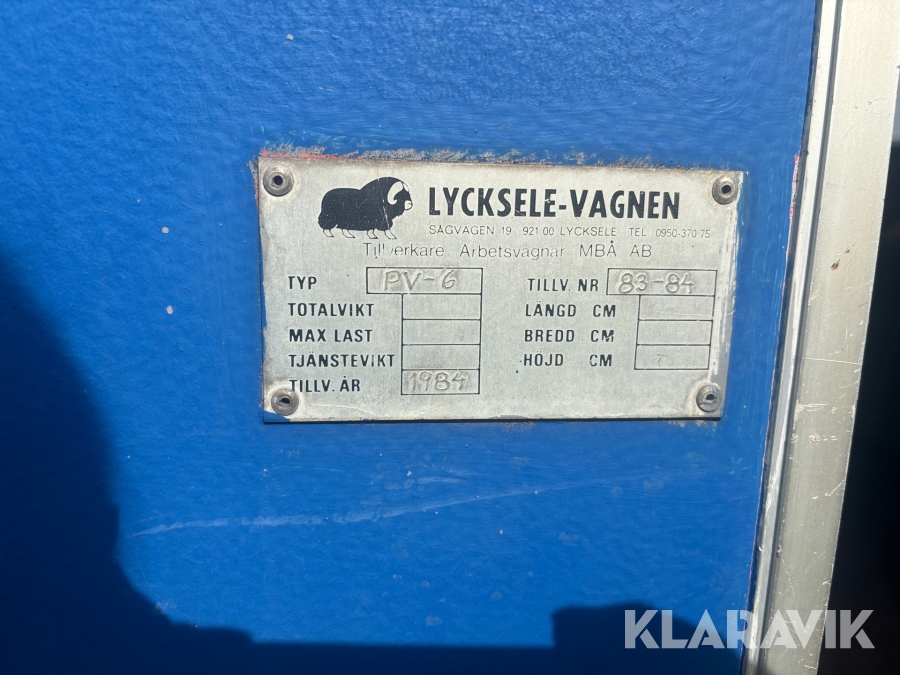 LYCKSELE-VAGNEN
SÅGVÄGEN 19 921 00 LYCKSELE TEL 0950-370 75
Tillverkare Arbetsvagnar MBÅ AB
TYP PV-6 TILLV. NR 83-84
TOTALVIKT LÄNGD CM
MAX LAST BREDD CM
TJÄNSTEVIKT HÖJD CM
TILLV. ÅR 1984
KLARAVIK